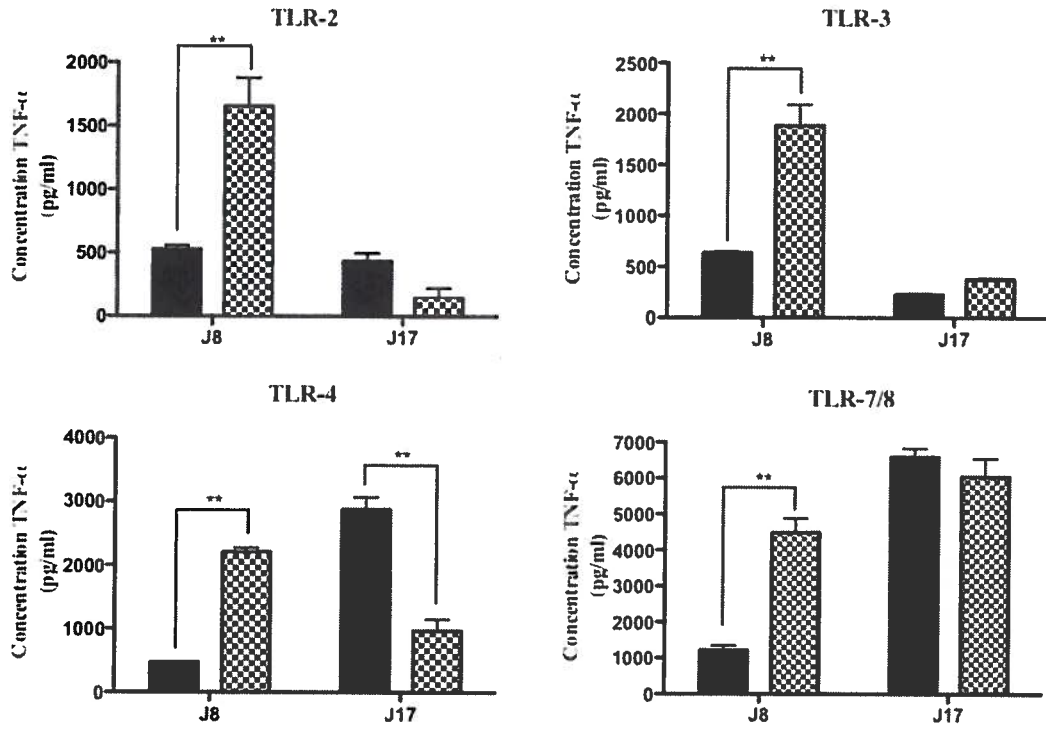 TLR-2
**
Concentration TNF-α
(pg/ml)
2000
1500
1000
500
0
J8
J17
TLR-3
**
Concentration TNF-α
(pg/ml)
2500
2000
1500
1000
500
0
J8
J17
TLR-4
**
**
Concentration TNF-α
(pg/ml)
4000
3000
2000
1000
0
J8
J17
TLR-7/8
**
Concentration TNF-α
(pg/ml)
7000
6000
5000
4000
3000
2000
1000
0
J8
J17